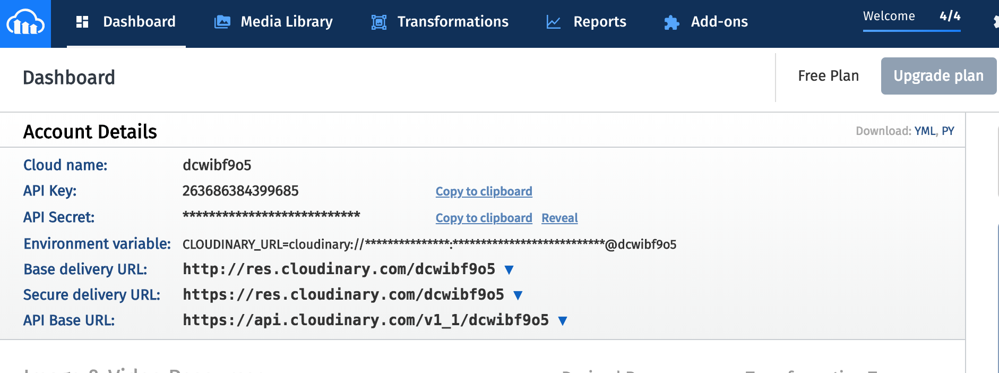 Dashboard Media Library Transformations Reports Add-ons Welcome 4/4
Dashboard Free Plan Upgrade plan
Account Details Download: YML, PY
Cloud name: dcwibf9o5
API Key: 263686384399685 Copy to clipboard
API Secret: *************************** Copy to clipboard Reveal
Environment variable: CLOUDINARY_URL=cloudinary://***************:***************************@dcwibf9o5
Base delivery URL: http://res.cloudinary.com/dcwibf9o5 ▼
Secure delivery URL: https://res.cloudinary.com/dcwibf9o5 ▼
API Base URL: https://api.cloudinary.com/v1_1/dcwibf9o5 ▼